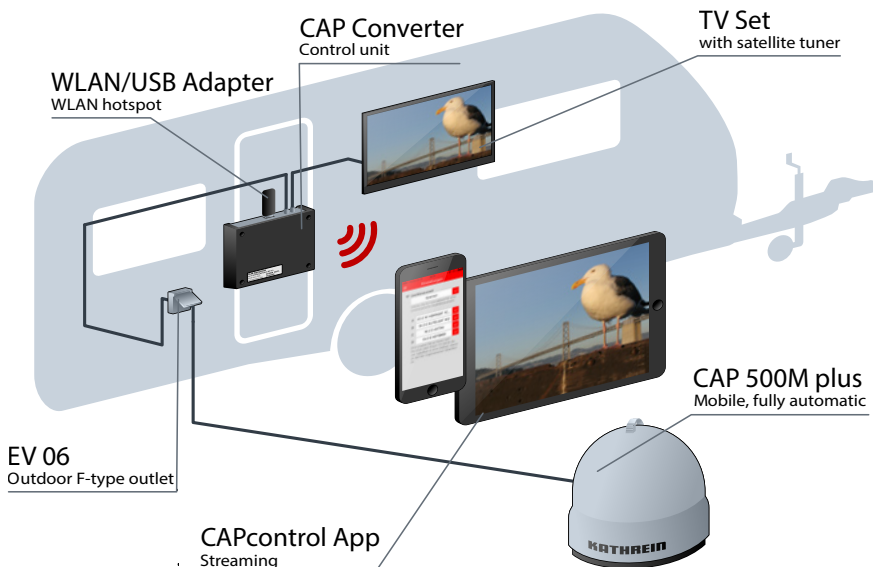 CAP Converter
Control unit
TV Set
with satellite tuner
WLAN/USB Adapter
WLAN hotspot
CAP 500M plus
Mobile, fully automatic
EV 06
Outdoor F-type outlet
CAPcontrol App
Streaming
KATHREIN